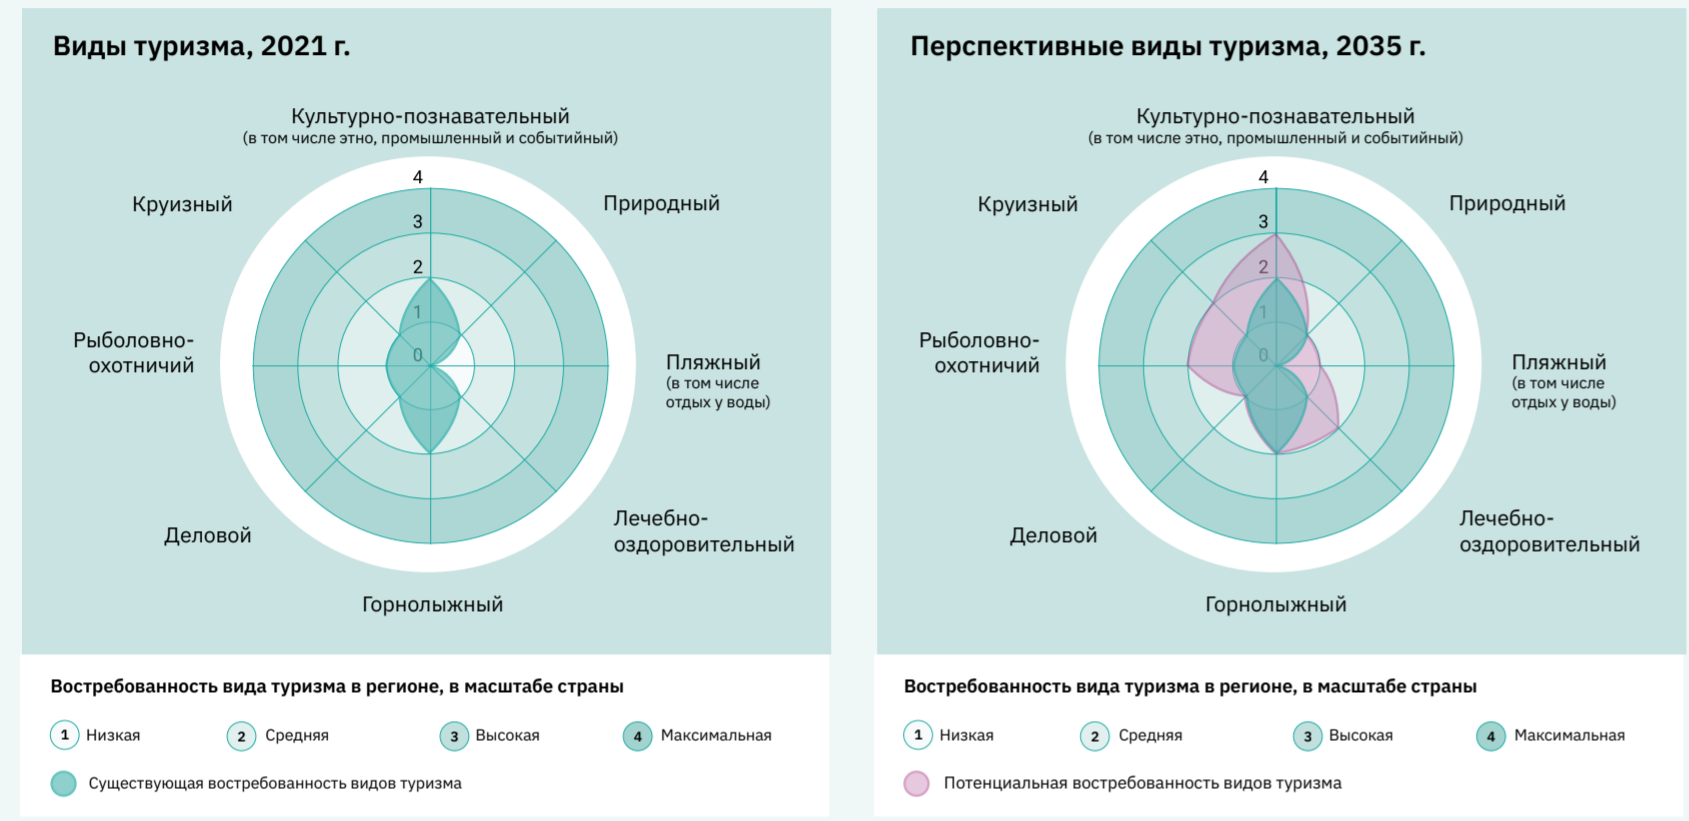 Виды туризма, 2021 г.
Культурно-познавательный
(в том числе этно, промышленный и событийный)
Круизный
Природный
4
3
2
1
0
Рыболовно-
охотничий
Пляжный
(в том числе
отдых у воды)
Деловой
Лечебно-
оздоровительный
Горнолыжный
Востребованность вида туризма в регионе, в масштабе страны
1 Низкая
2 Средняя
3 Высокая
4 Максимальная
Существующая востребованность видов туризма
Перспективные виды туризма, 2035 г.
Культурно-познавательный
(в том числе этно, промышленный и событийный)
Круизный
Природный
4
3
2
1
0
Рыболовно-
охотничий
Пляжный
(в том числе
отдых у воды)
Деловой
Лечебно-
оздоровительный
Горнолыжный
Востребованность вида туризма в регионе, в масштабе страны
1 Низкая
2 Средняя
3 Высокая
4 Максимальная
Потенциальная востребованность видов туризма